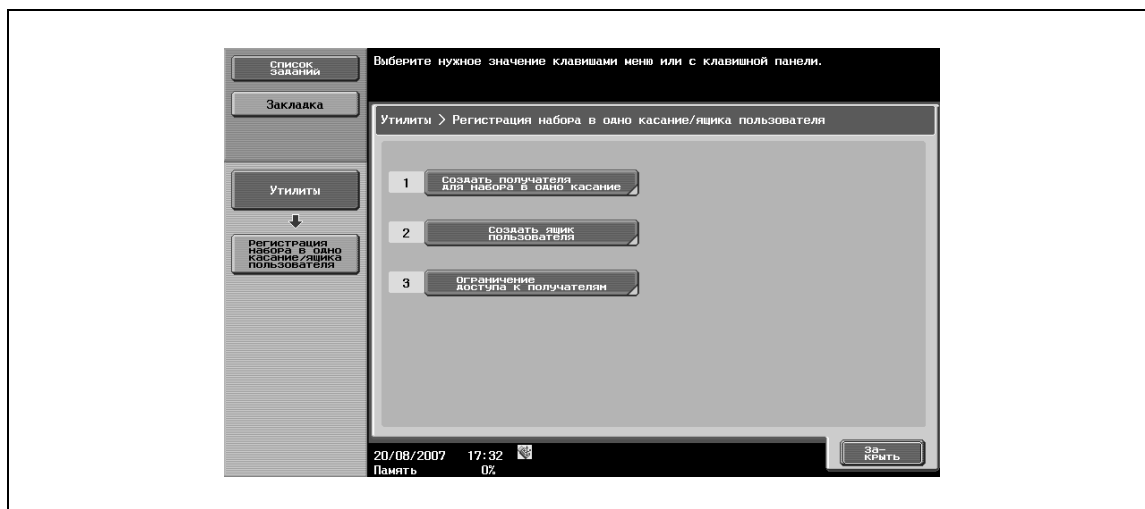 Список
заданий
Закладка
Утилиты
Регистрация
набора в одно
касание/ящика
пользователя
Выберите нужное значение клавишами меню или с клавишной панели.
Утилиты > Регистрация набора в одно касание/ящика пользователя
1 Создать получателя
для набора в одно касание
2 Создать ящик
пользователя
3 Ограничение
доступа к получателям
20/08/2007 17:32
Память 0%
За-
крыть